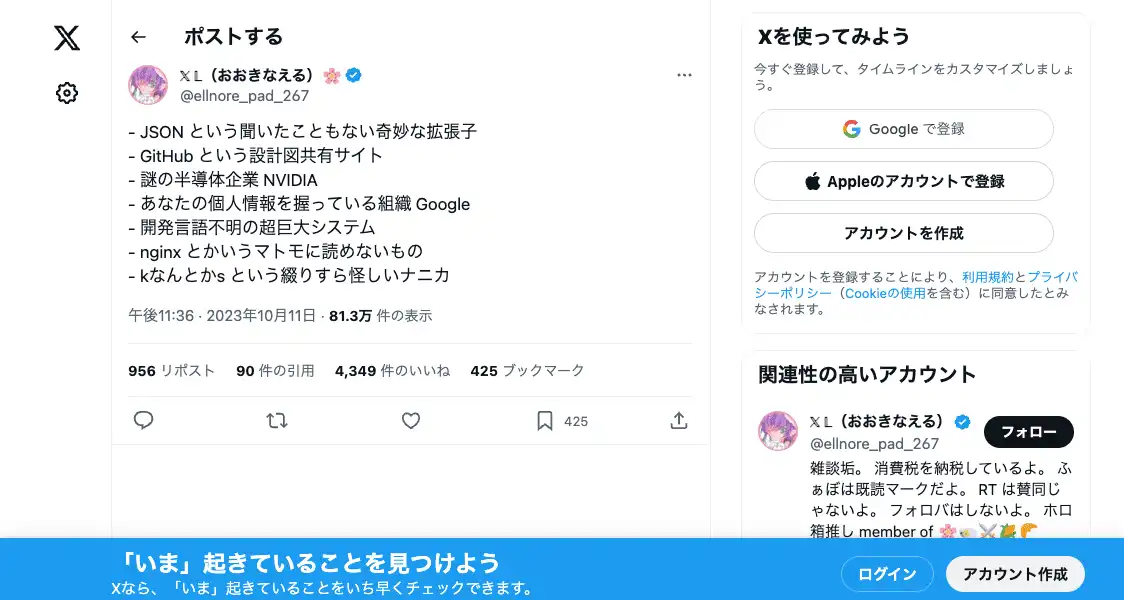 ポストする
𝕏 𝕃（おおきなえる）🌸
@ellnore_pad_267
- JSON という聞いたこともない奇妙な拡張子
- GitHub という設計図共有サイト
- 謎の半導体企業 NVIDIA
- あなたの個人情報を握っている組織 Google
- 開発言語不明の超巨大システム
- nginx とかいうマトモに読めないもの
- kなんとかs という綴りすら怪しいナニカ
午後11:36 · 2023年10月11日 · 81.3万 件の表示
956 リポスト 90 件の引用 4,349 件のいいね 425 ブックマーク
425
Xを使ってみよう
今すぐ登録して、タイムラインをカスタマイズしましょ
う。
Google で登録
Appleのアカウントで登録
アカウントを作成
アカウントを登録することにより、利用規約とプライバ
シーポリシー（Cookieの使用を含む）に同意したとみ
なされます。
関連性の高いアカウント
𝕏 𝕃（おおきなえる）
@ellnore_pad_267
フォロー
雑談垢。 消費税を納税しているよ。 ふ
ぁぼは既読マークだよ。 RT は賛同じ
ゃないよ。 フォロバはしないよ。 ホロ
箱推し member of 🌸🍥⚔️🌽🥐
「いま」起きていることを見つけよう
Xなら、「いま」起きていることをいち早くチェックできます。
ログイン
アカウント作成